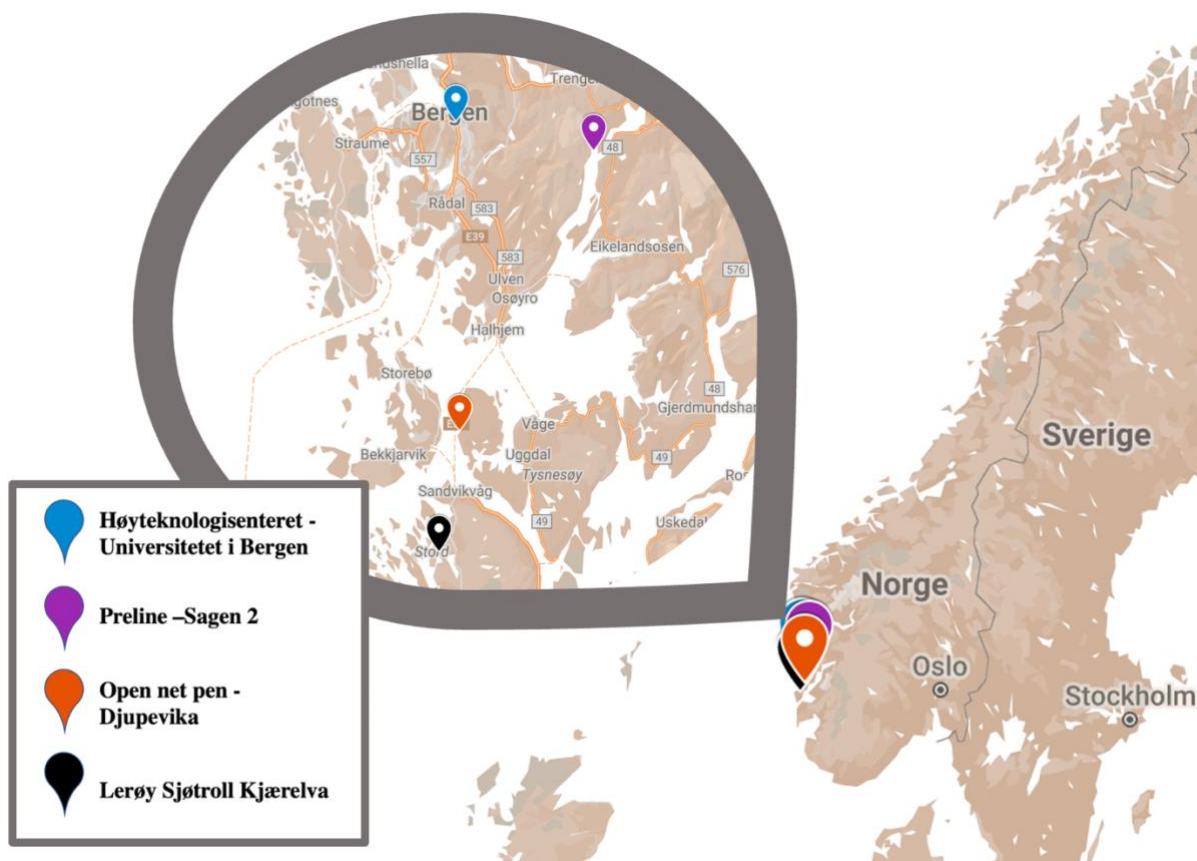 Trenge
Bergen
Straume
48
557
Rådal
583
E39
Eikelandsosen
583
576
Ulven
Osøyro
Halhjem
Storebø
48
Gjerdmundshar
Våge
Bekkjarvik
Uggdal
49
Tysnesøy
Sandvikvåg
49
Uskedal
Stord
Sverige
Norge
Oslo
Stockholm
Høyteknologisenteret -
Universitetet i Bergen
Preline –Sagen 2
Open net pen -
Djupevika
Lerøy Sjøtroll Kjærelva